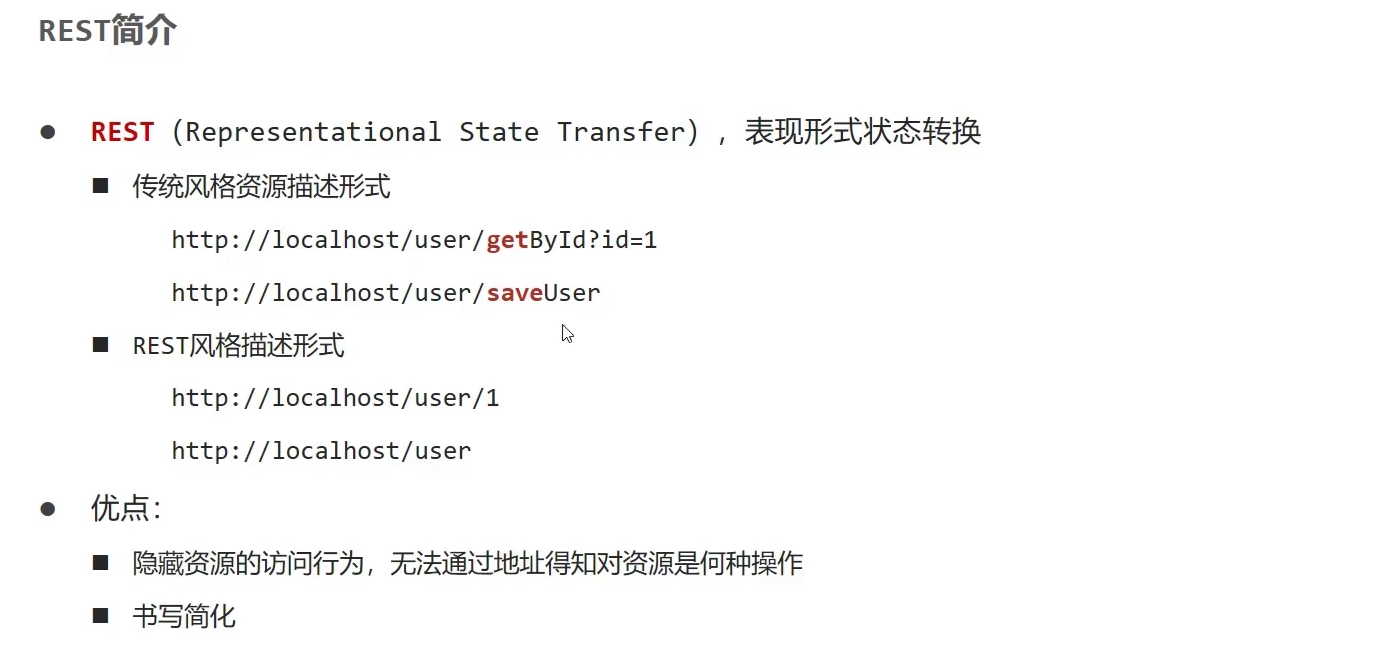 REST简介
REST（Representational State Transfer），表现形式状态转换
传统风格资源描述形式
http://localhost/user/getById?id=1
http://localhost/user/saveUser
REST风格描述形式
http://localhost/user/1
http://localhost/user
优点：
隐藏资源的访问行为，无法通过地址得知对资源是何种操作
书写简化